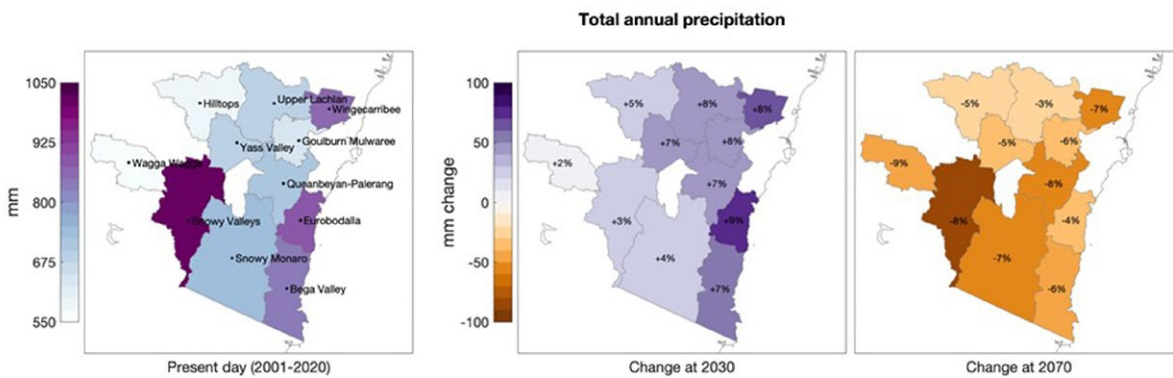 Total annual precipitation
1050
925
800
675
550
mm
Hilltops
Upper Lachlan
Wingecarribee
Goulburn Mulwaree
Yass Valley
Wagga Wagga
Queanbeyan-Palerang
Snowy Valleys
Eurobodalla
Snowy Monaro
Bega Valley
Present day (2001-2020)
100
50
0
-50
-100
mm change
+5%
+8%
+8%
+7%
+8%
+2%
+7%
+3%
+9%
+4%
+7%
Change at 2030
-5%
-3%
-7%
-5%
-6%
-9%
-8%
-8%
-4%
-7%
-6%
Change at 2070